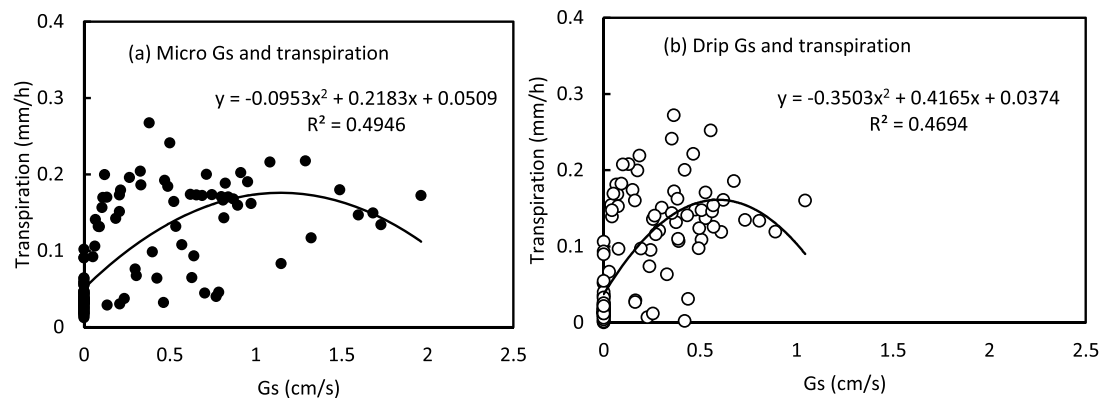 (a) Micro Gs and transpiration
y = -0.0953x² + 0.2183x + 0.0509
R² = 0.4946
Transpiration (mm/h)
0.4
0.3
0.2
0.1
0
0 0.5 1 1.5 2 2.5
Gs (cm/s)
(b) Drip Gs and transpiration
y = -0.3503x² + 0.4165x + 0.0374
R² = 0.4694
Transpiration (mm/h)
0.4
0.3
0.2
0.1
0
0 0.5 1 1.5 2 2.5
Gs (cm/s)